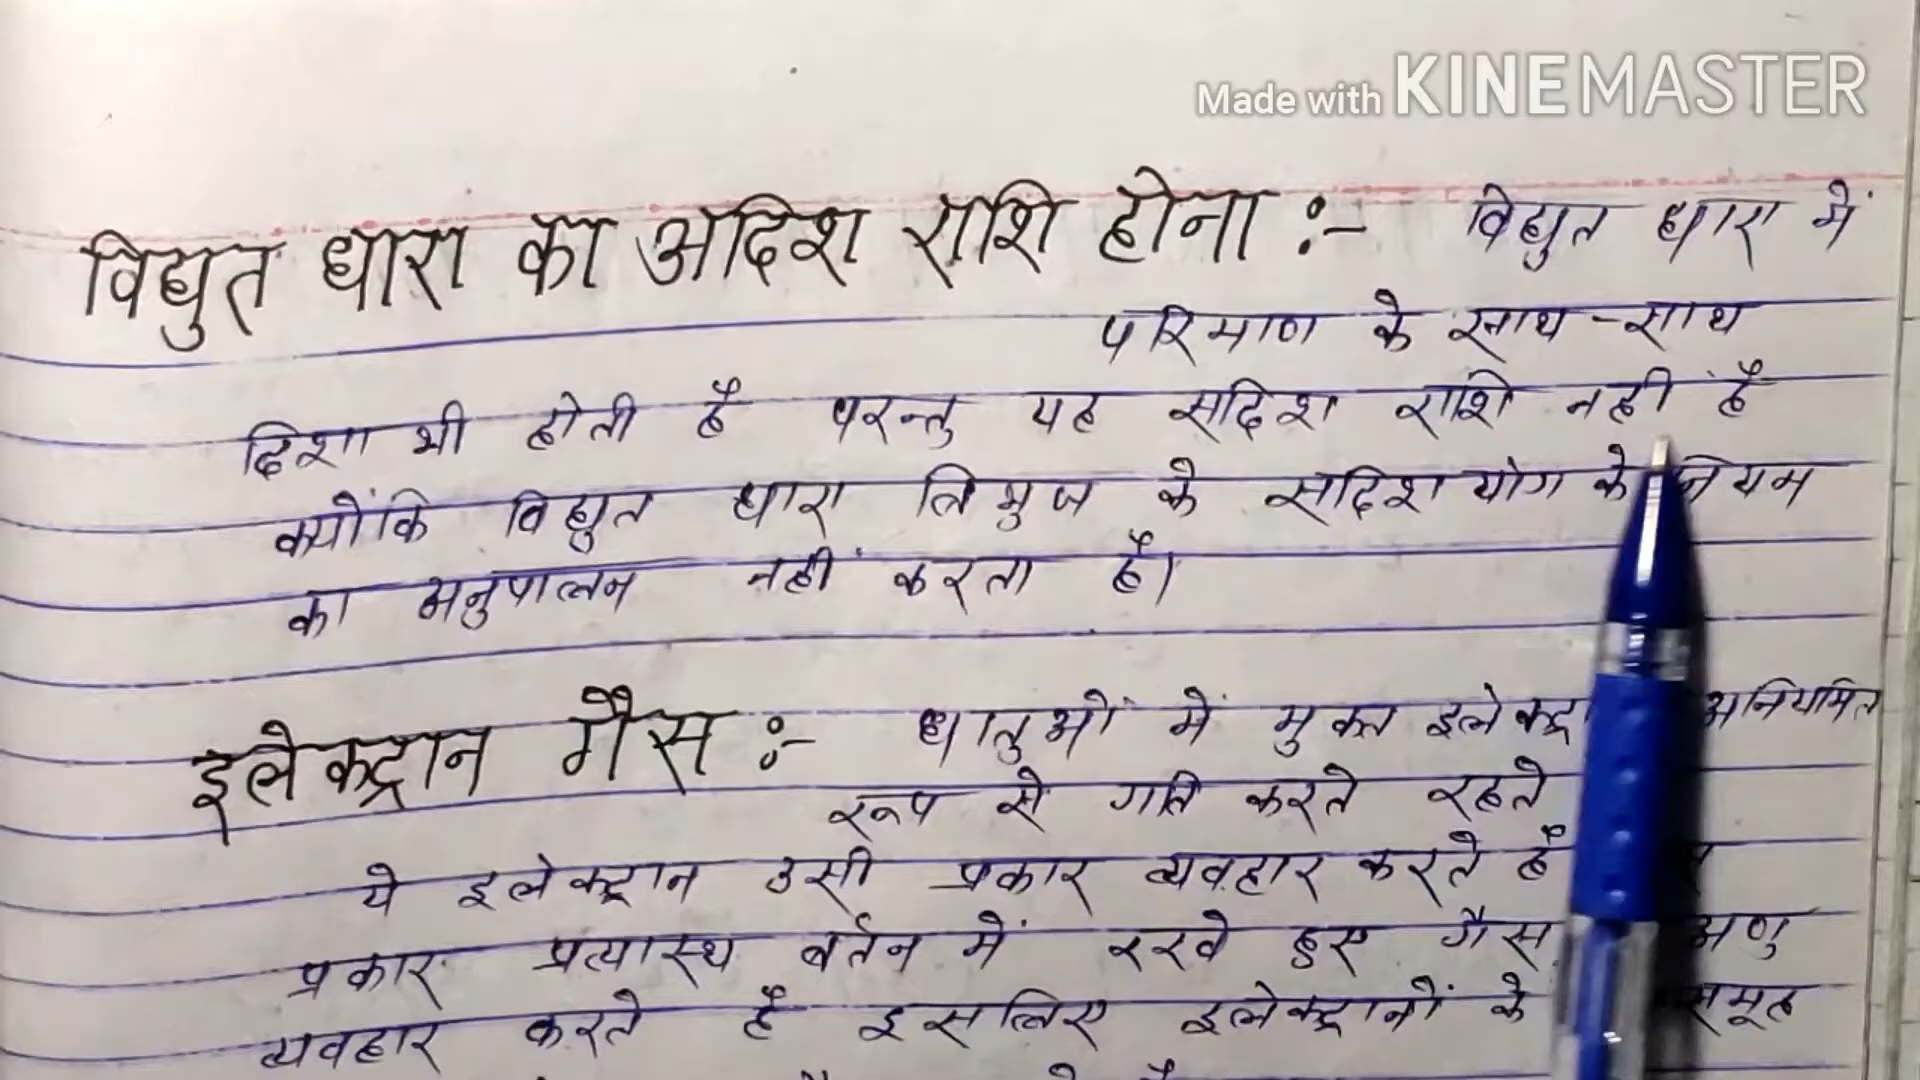 Made with KINEMASTER
विद्युत धारा का अदिश राशि होना :- विद्युत धारा में
परिमाण के साथ-साथ
दिशा भी होती है परन्तु यह सदिश राशि नहीं है
क्योंकि विद्युत धारा त्रिभुज के सदिश योग के नियम
का अनुपालन नहीं करता है।
इलेक्ट्रान गैस :- धातुओं में मुक्त अनियमित
रूप से गति करते रहते
ये इलेक्ट्रान उसी प्रकार व्यवहार करते हैं
प्रकार प्रत्यास्थ बर्तन में रखे हुए गैस अणु
व्यवहार करते हैं इसलिए इलेक्ट्रानों के समूह